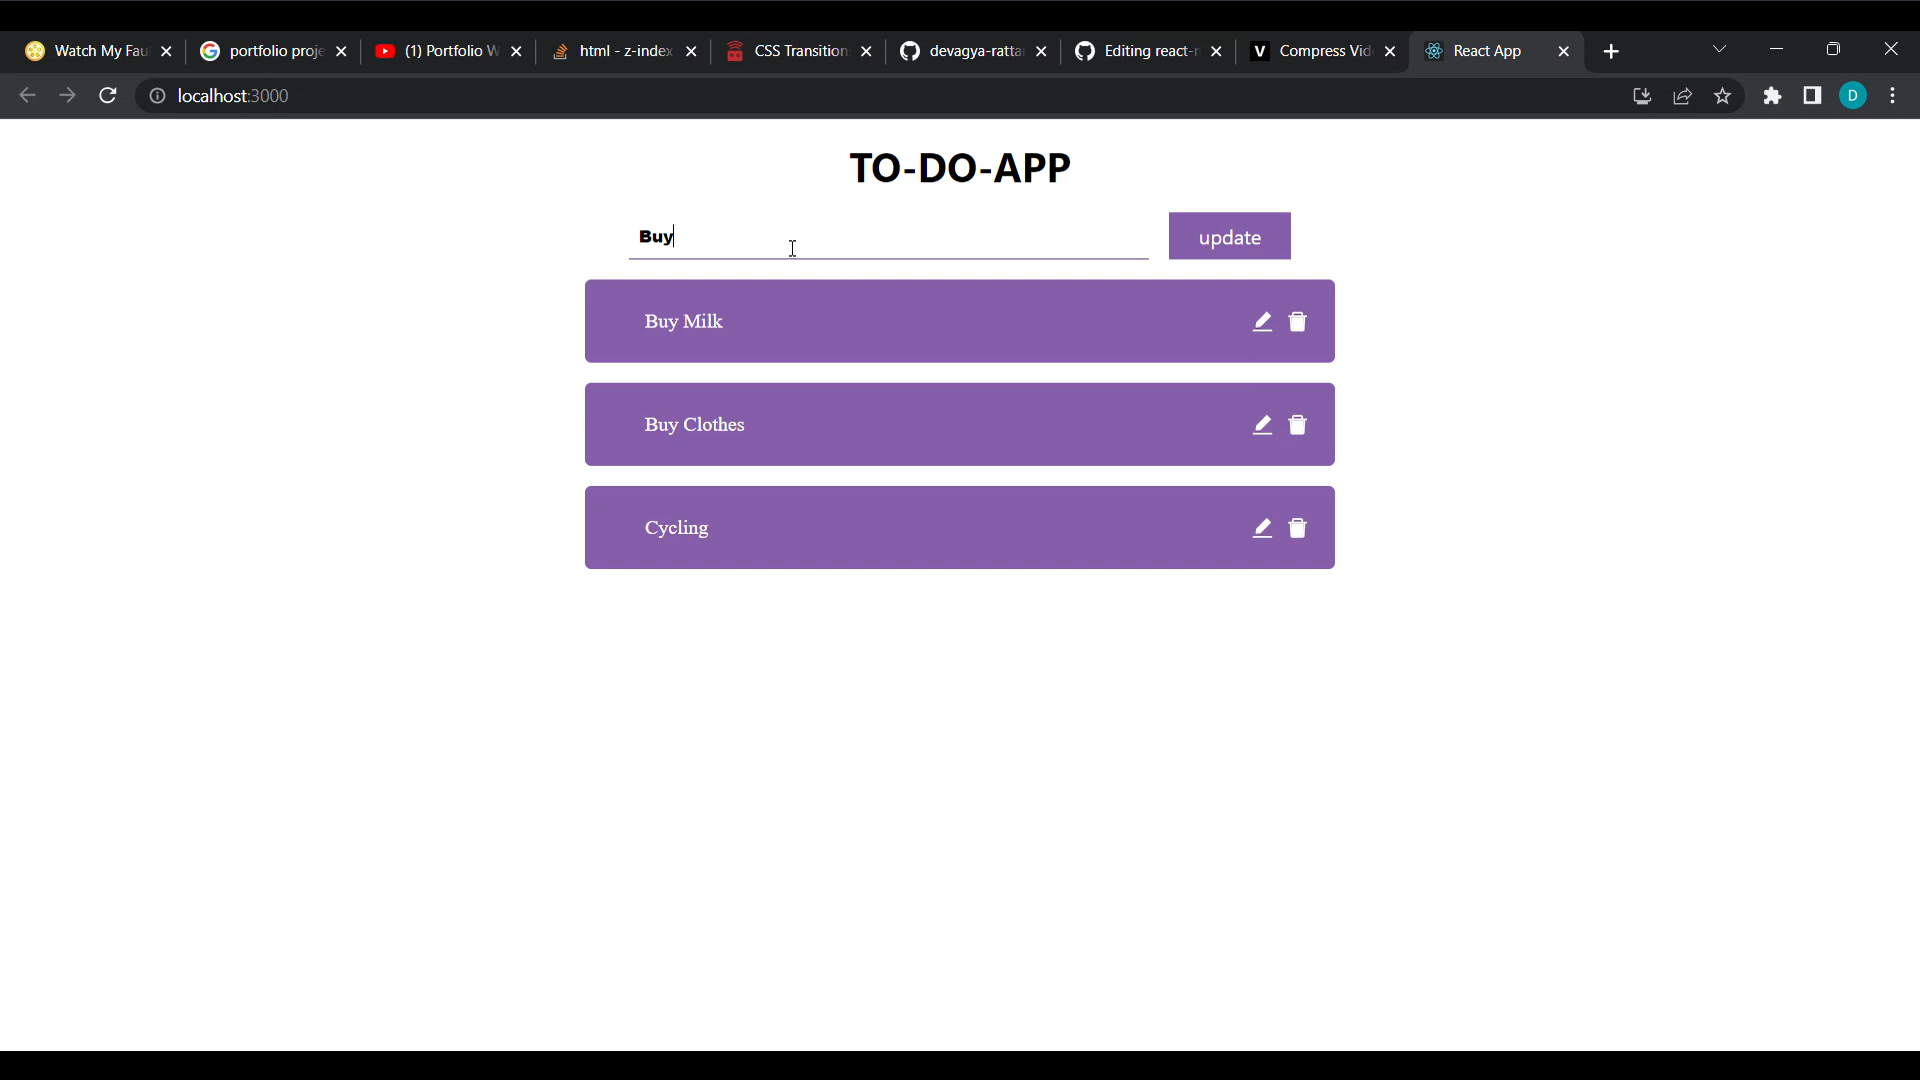 Watch My Fau
portfolio proje
(1) Portfolio W
html - z-index
CSS Transition
devagya-ratta
Editing react-r
V Compress Vid
React App
localhost:3000
D
TO-DO-APP
Buy
update
Buy Milk
Buy Clothes
Cycling